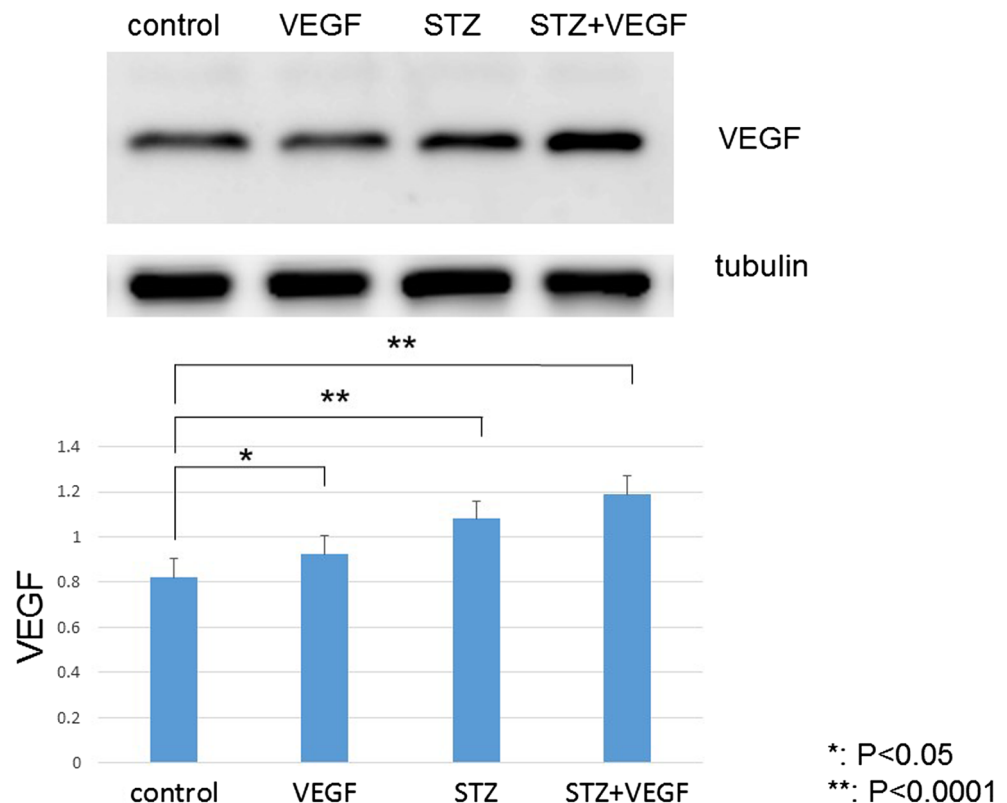 control VEGF STZ STZ+VEGF
VEGF
tubulin
**
**
1.4
*
1.2
1
0.8
0.6
0.4
0.2
0
VEGF
control VEGF STZ STZ+VEGF
*: P<0.05
**: P<0.0001